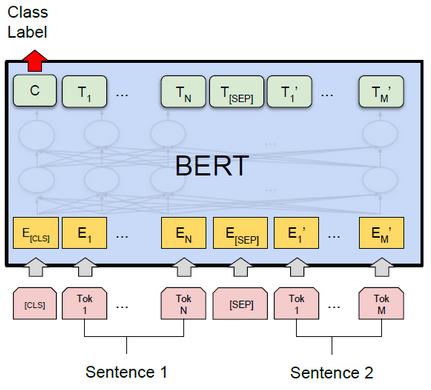 Class
Label
C T1 ... TN T[SEP] T1' ... TM'
...
BERT
...
E[CLS] E1 ... EN E[SEP] E1' ... EM'
[CLS] Tok 1 ... Tok N [SEP] Tok 1 ... Tok M
Sentence 1 Sentence 2